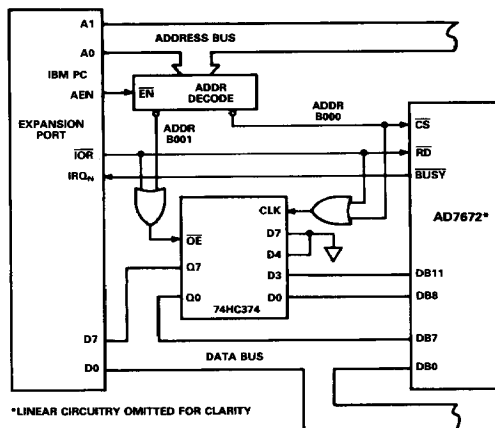 A1
ADDRESS BUS
A0
IBM PC
AEN
EN
ADDR
DECODE
ADDR
B000
EXPANSION
PORT
ADDR
B001
CS
IOR
RD
IRQN
BUSY
CLK
AD7672*
OE
D7
D4
Q7
D3
DB11
Q0
D0
DB8
74HC374
DB7
D7
DATA BUS
DB0
D0
*LINEAR CIRCUITRY OMITTED FOR CLARITY